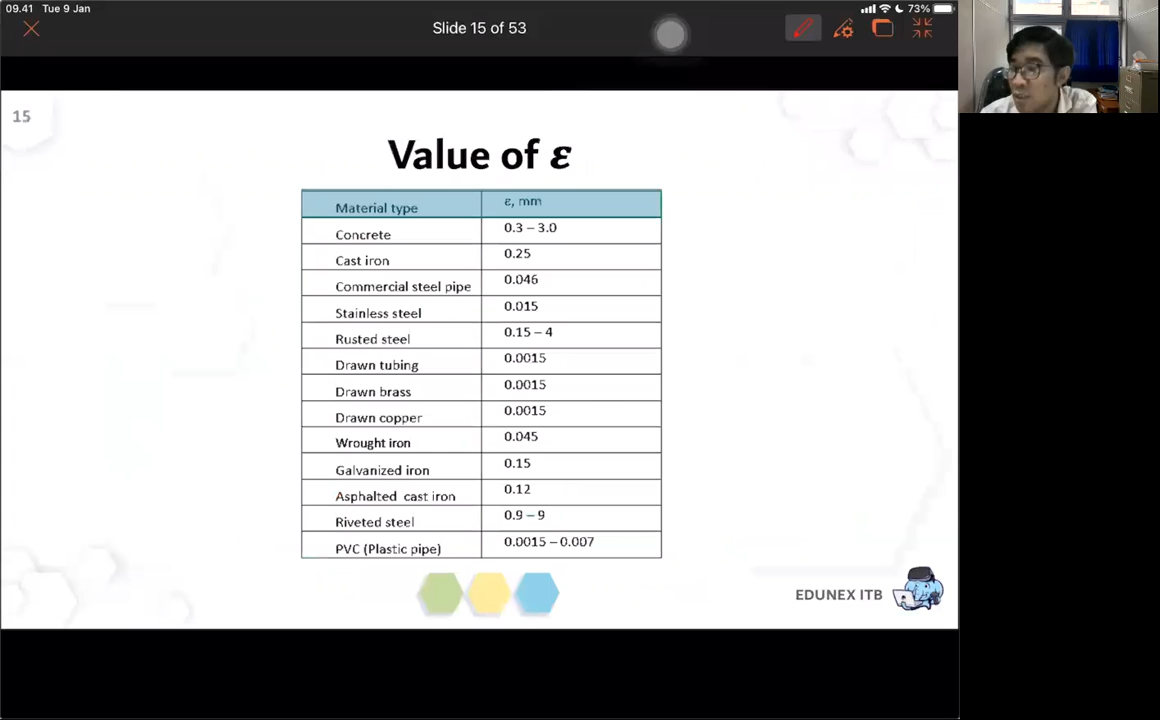 09.41 Tue 9 Jan
73%
Slide 15 of 53
15
Value of ε
Material type ε, mm
Concrete 0.3 – 3.0
Cast iron 0.25
Commercial steel pipe 0.046
Stainless steel 0.015
Rusted steel 0.15 – 4
Drawn tubing 0.0015
Drawn brass 0.0015
Drawn copper 0.0015
Wrought iron 0.045
Galvanized iron 0.15
Asphalted cast iron 0.12
Riveted steel 0.9 – 9
PVC (Plastic pipe) 0.0015 – 0.007
EDUNEX ITB